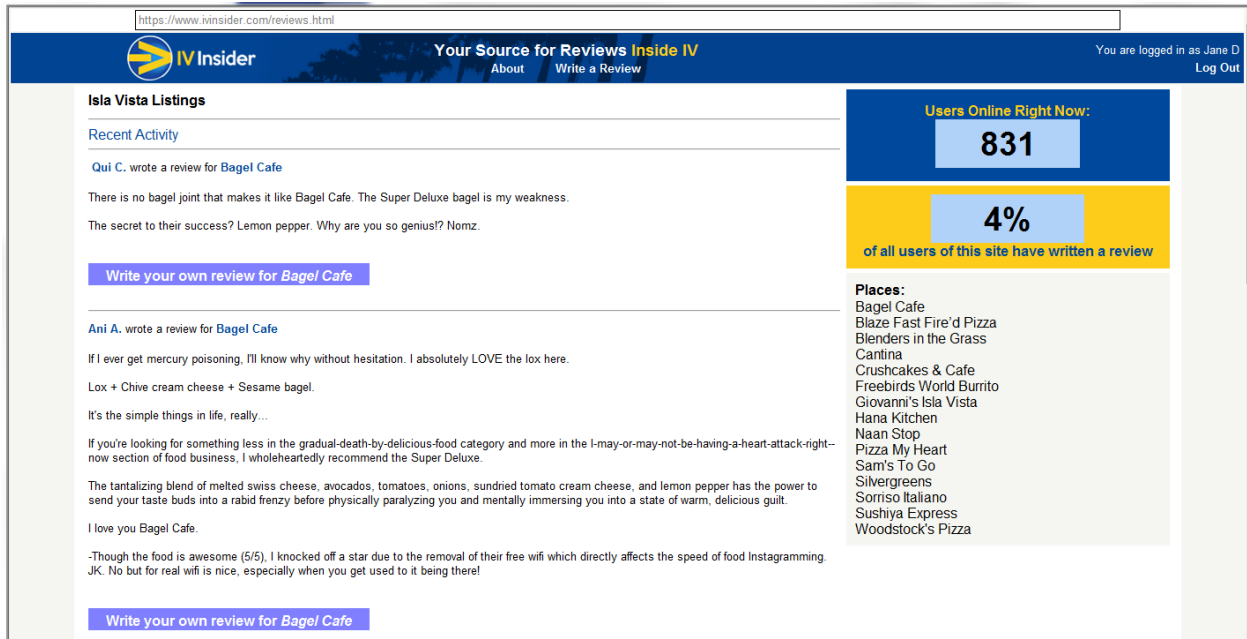 https://www.ivinsider.com/reviews.html
IV Insider
Your Source for Reviews Inside IV
About Write a Review
You are logged in as Jane D
Log Out
Isla Vista Listings
Recent Activity
Qui C. wrote a review for Bagel Cafe
There is no bagel joint that makes it like Bagel Cafe. The Super Deluxe bagel is my weakness.
The secret to their success? Lemon pepper. Why are you so genius!? Nomz.
Write your own review for Bagel Cafe
Ani A. wrote a review for Bagel Cafe
If I ever get mercury poisoning, I'll know why without hesitation. I absolutely LOVE the lox here.
Lox + Chive cream cheese + Sesame bagel.
It's the simple things in life, really...
If you're looking for something less in the gradual-death-by-delicious-food category and more in the I-may-or-may-not-be-having-a-heart-attack-right--
now section of food business, I wholeheartedly recommend the Super Deluxe.
The tantalizing blend of melted swiss cheese, avocados, tomatoes, onions, sundried tomato cream cheese, and lemon pepper has the power to
send your taste buds into a rabid frenzy before physically paralyzing you and mentally immersing you into a state of warm, delicious guilt.
I love you Bagel Cafe.
-Though the food is awesome (5/5), I knocked off a star due to the removal of their free wifi which directly affects the speed of food Instagramming.
JK. No but for real wifi is nice, especially when you get used to it being there!
Write your own review for Bagel Cafe
Users Online Right Now:
831
4%
of all users of this site have written a review
Places:
Bagel Cafe
Blaze Fast Fire'd Pizza
Blenders in the Grass
Cantina
Crushcakes & Cafe
Freebirds World Burrito
Giovanni's Isla Vista
Hana Kitchen
Naan Stop
Pizza My Heart
Sam's To Go
Silvergreens
Sorriso Italiano
Sushiya Express
Woodstock's Pizza